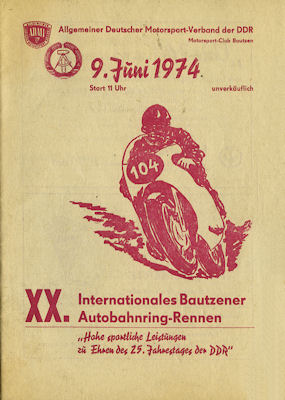 ADMV
Allgemeiner Deutscher Motorsport-Verband der DDR
Motorsport-Club Bautzen
9. Juni 1974
Start 11 Uhr
unverkäuflich
104
XX. Internationales Bautzener
Autobahnring-Rennen
„Hohe sportliche Leistungen
zu Ehren des 25. Jahrestages der DDR“